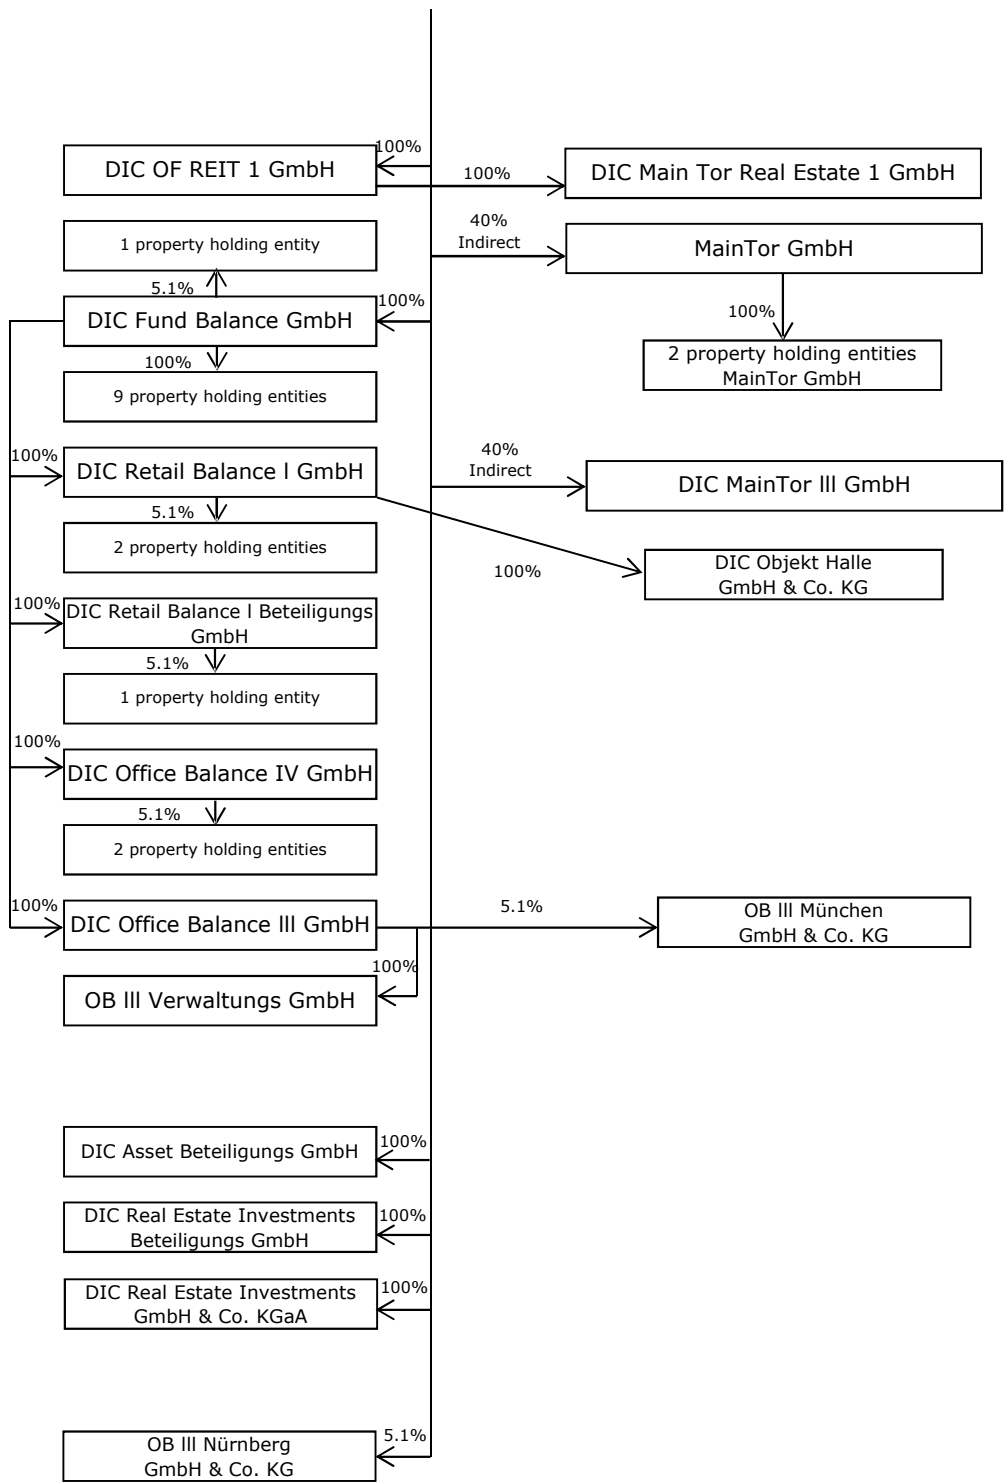 100%
DIC OF REIT 1 GmbH
100%
DIC Main Tor Real Estate 1 GmbH
1 property holding entity
40%
Indirect
MainTor GmbH
5.1%
DIC Fund Balance GmbH
100%
100%
2 property holding entities
MainTor GmbH
100%
9 property holding entities
100%
DIC Retail Balance l GmbH
40%
Indirect
DIC MainTor lll GmbH
5.1%
2 property holding entities
100%
DIC Objekt Halle
GmbH & Co. KG
100%
DIC Retail Balance l Beteiligungs
GmbH
5.1%
1 property holding entity
100%
DIC Office Balance IV GmbH
5.1%
2 property holding entities
100%
DIC Office Balance lll GmbH
5.1%
OB lll München
GmbH & Co. KG
100%
OB lll Verwaltungs GmbH
DIC Asset Beteiligungs GmbH
100%
DIC Real Estate Investments
Beteiligungs GmbH
100%
DIC Real Estate Investments
GmbH & Co. KGaA
100%
OB lll Nürnberg
GmbH & Co. KG
5.1%